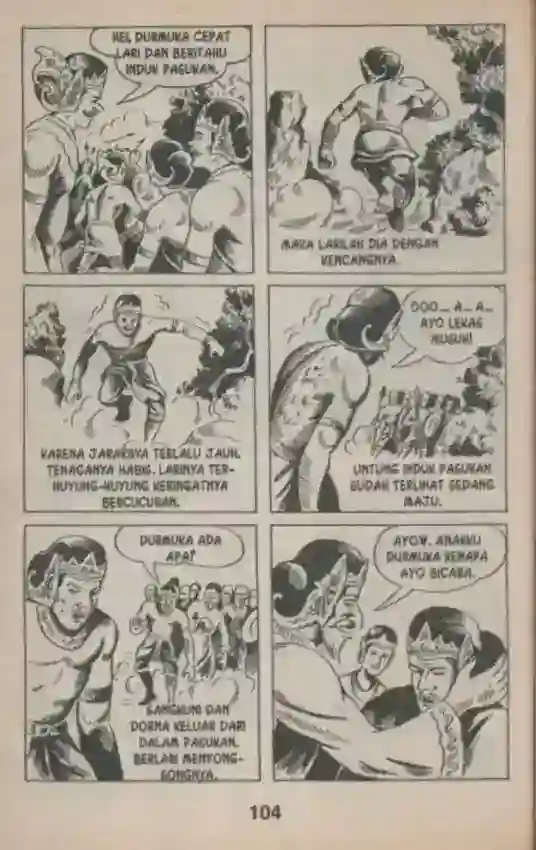 HEI, DURMUKA CEPAT
LARI DAN BERITAHU
INDUK PASUKAN.
MAKA LARILAH DIA DENGAN
KENCANGNYA.
KARENA JARAKNYA TERLALU JAUH,
TENAGANYA HABIS. LARINYA TER-
HUYUNG-HUYUNG KERINGATNYA
BERCUCURAN.
OOO... A... A...
AYO LEKAS
MUSUH!
UNTUNG INDUK PASUKAN
SUDAH TERLIHAT SEDANG
MAJU.
DURMUKA ADA
APA?
SANGKUNI DAN
DORNA KELUAR DARI
DALAM PASUKAN.
BERLARI MENYONG-
SONGNYA.
ANAKKU
DURMUKA KENAPA
AYO BICARA.
104